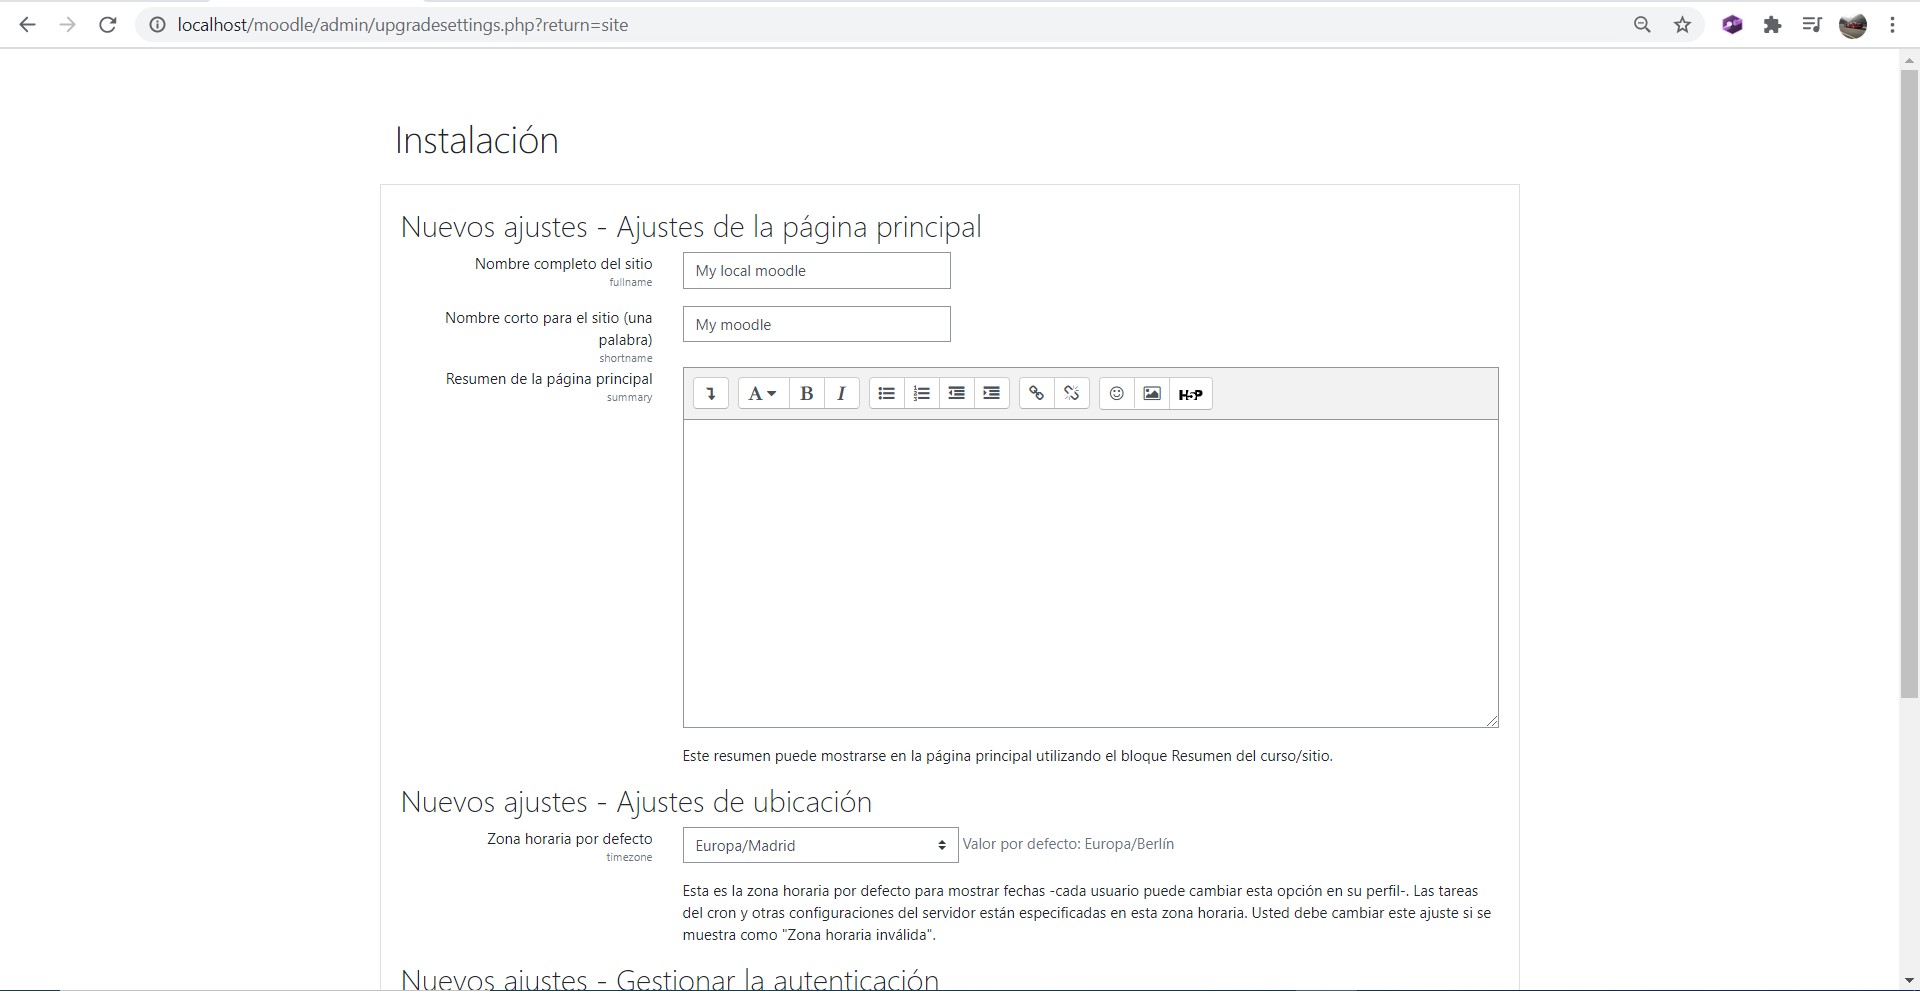 localhost/moodle/admin/upgradesettings.php?return=site
Instalación
Nuevos ajustes - Ajustes de la página principal
Nombre completo del sitio
fullname
My local moodle
Nombre corto para el sitio (una
palabra)
shortname
My moodle
Resumen de la página principal
summary
A B I H5P
Este resumen puede mostrarse en la página principal utilizando el bloque Resumen del curso/sitio.
Nuevos ajustes - Ajustes de ubicación
Zona horaria por defecto
timezone
Europa/Madrid
Valor por defecto: Europa/Berlín
Esta es la zona horaria por defecto para mostrar fechas -cada usuario puede cambiar esta opción en su perfil-. Las tareas
del cron y otras configuraciones del servidor están especificadas en esta zona horaria. Usted debe cambiar este ajuste si se
muestra como "Zona horaria inválida".
Nuevos ajustes - Gestionar la autenticación